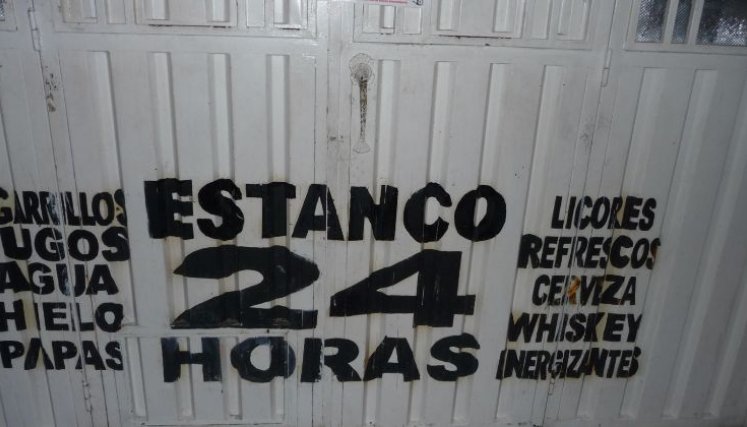 GARRILLOS
UGOS
AGUA
HIELO
PAPAS
ESTANCO
24
HORAS
LICORES
REFRESCOS
CERVEZA
WHISKEY
ENERGIZANTES